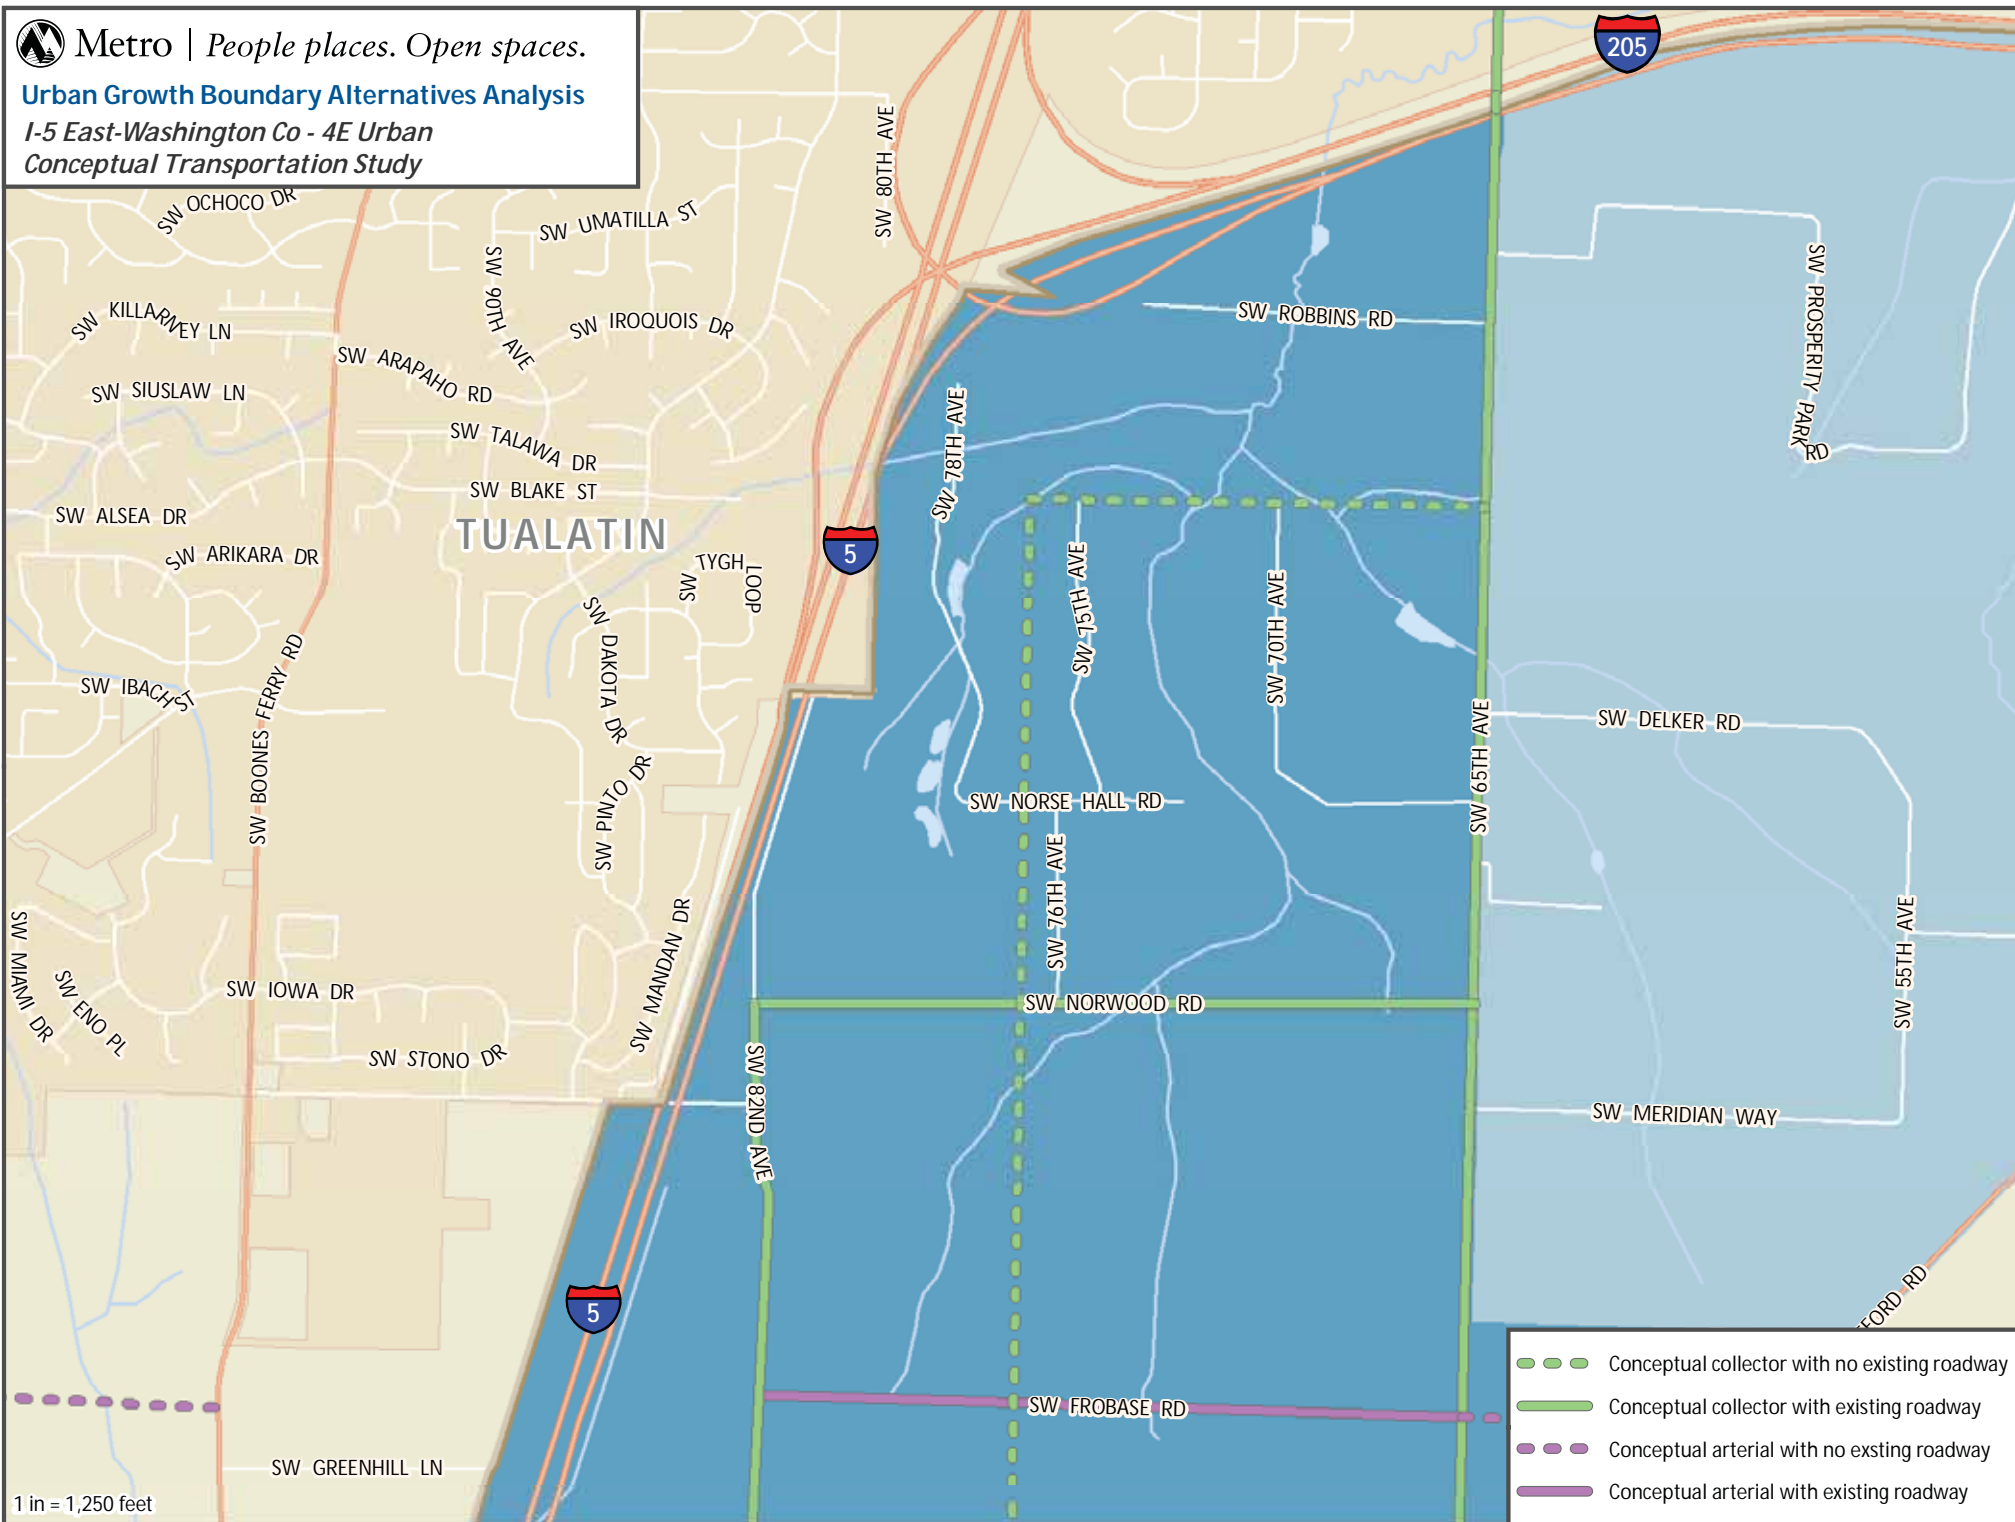 Metro | People places. Open spaces.
Urban Growth Boundary Alternatives Analysis
I-5 East-Washington Co - 4E Urban
Conceptual Transportation Study
205
SW 80TH AVE
SW OCHOCO DR
SW UMATILLA ST
SW 90TH AVE
SW KILLARNEY LN
SW IROQUOIS DR
SW ROBBINS RD
SW PROSPERITY PARK RD
SW ARAPAHO RD
SW SIUSLAW LN
SW 78TH AVE
SW TALAWA DR
SW BLAKE ST
SW ALSEA DR
TUALATIN
5
SW ARIKARA DR
SW TYGH LOOP
SW 75TH AVE
SW 70TH AVE
SW DAKOTA DR
SW IBACH ST
SW BOONES FERRY RD
SW 65TH AVE
SW DELKER RD
SW PINTO DR
SW NORSE HALL RD
SW 76TH AVE
SW MANDAN DR
SW MIAMI DR
SW ENO PL
SW IOWA DR
SW 55TH AVE
SW NORWOOD RD
SW STONO DR
SW 82ND AVE
SW MERIDIAN WAY
5
FORD RD
SW FROBASE RD
SW GREENHILL LN
1 in = 1,250 feet
Conceptual collector with no existing roadway
Conceptual collector with existing roadway
Conceptual arterial with no exsting roadway
Conceptual arterial with existing roadway